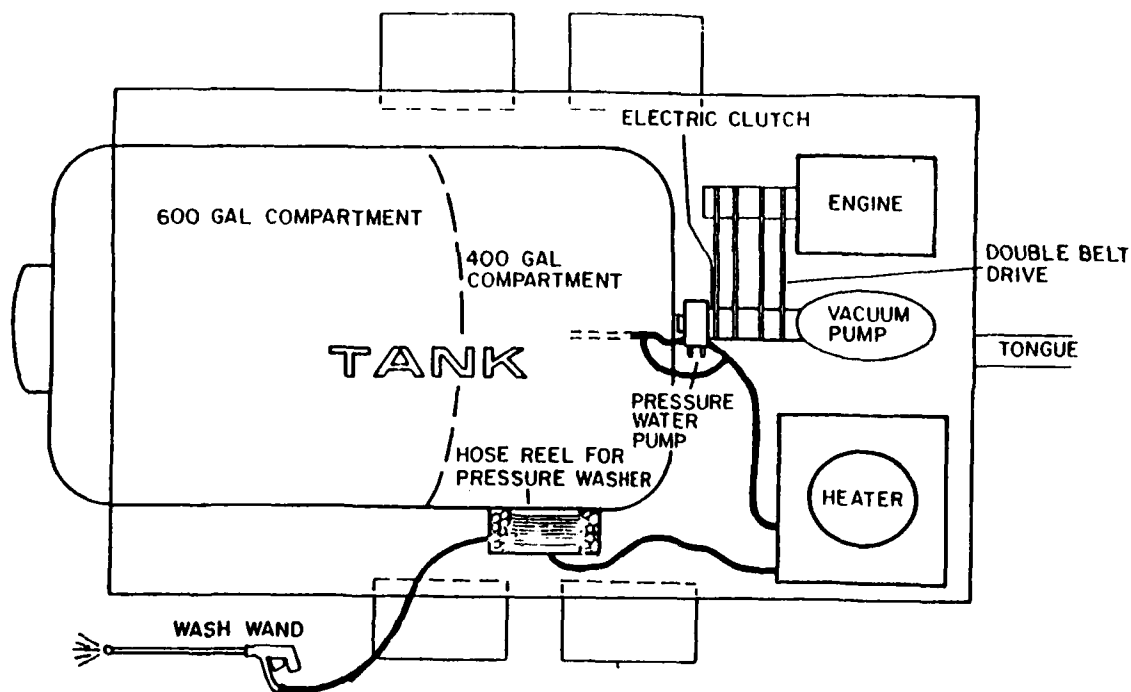 ELECTRIC CLUTCH
600 GAL COMPARTMENT
ENGINE
400 GAL
COMPARTMENT
DOUBLE BELT
DRIVE
VACUUM
PUMP
TANK
TONGUE
PRESSURE
WATER
PUMP
HOSE REEL FOR
PRESSURE WASHER
HEATER
WASH WAND